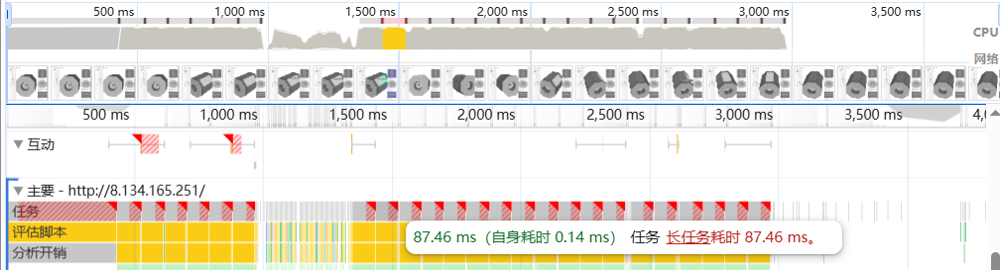 500 ms 1,000 ms 1,500 ms 2,000 ms 2,500 ms 3,000 ms 3,500 ms
CPU
网络
500 ms 1,000 ms 1,500 ms 2,000 ms 2,500 ms 3,000 ms 3,500 ms 4,0
互动
主要 - http://8.134.165.251/
任务
评估脚本
87.46 ms（自身耗时 0.14 ms） 任务 长任务耗时 87.46 ms。
分析开销